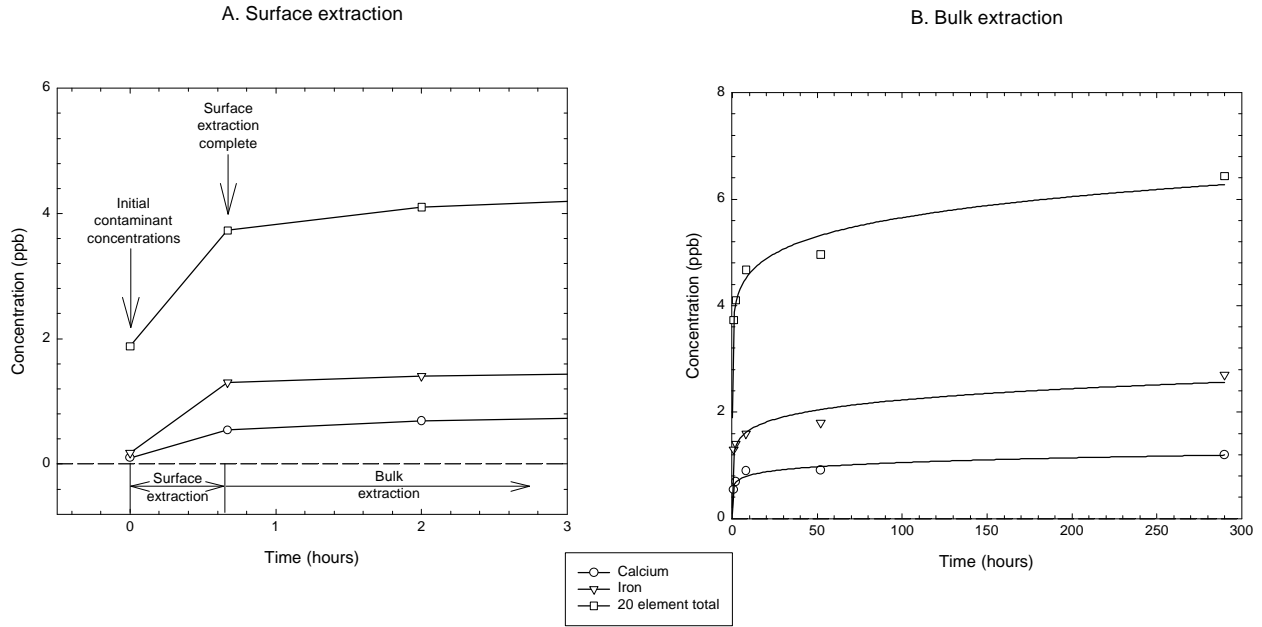 A. Surface extraction
B. Bulk extraction
6
4
2
0
Concentration (ppb)
Surface
extraction
complete
Initial
contaminant
concentrations
Surface
extraction
Bulk
extraction
0
1
2
3
Time (hours)
8
6
4
2
0
Concentration (ppb)
0
50
100
150
200
250
300
Time (hours)
Calcium
Iron
20 element total